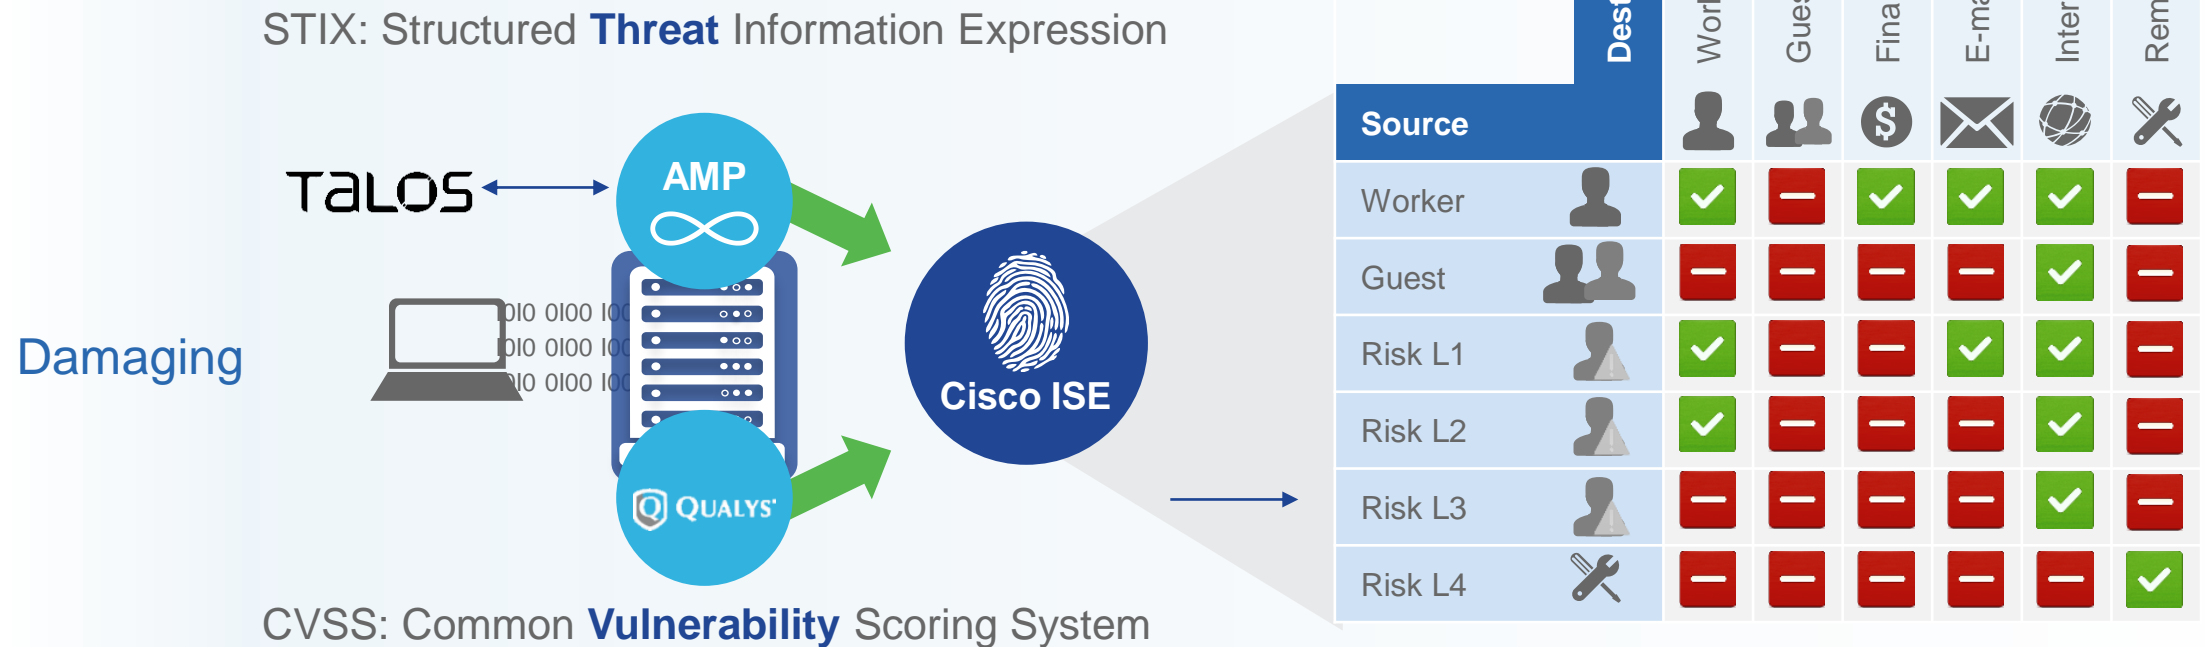 STIX: Structured Threat Information Expression
TALOS
AMP
Damaging
Cisco ISE
QUALYS
CVSS: Common Vulnerability Scoring System
Source
Worker
Guest
Risk L1
Risk L2
Risk L3
Risk L4